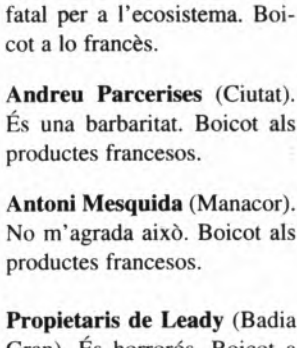 fatal per a l'ecosistema. Boi-
cot a lo francès.
Andreu Parcerises (Ciutat).
És una barbaritat. Boicot als
productes francesos.
Antoni Mesquida (Manacor).
No m'agrada això. Boicot als
productes francesos.
Propietaris de Leady (Badia
Gran). És horrorós. Boicot a